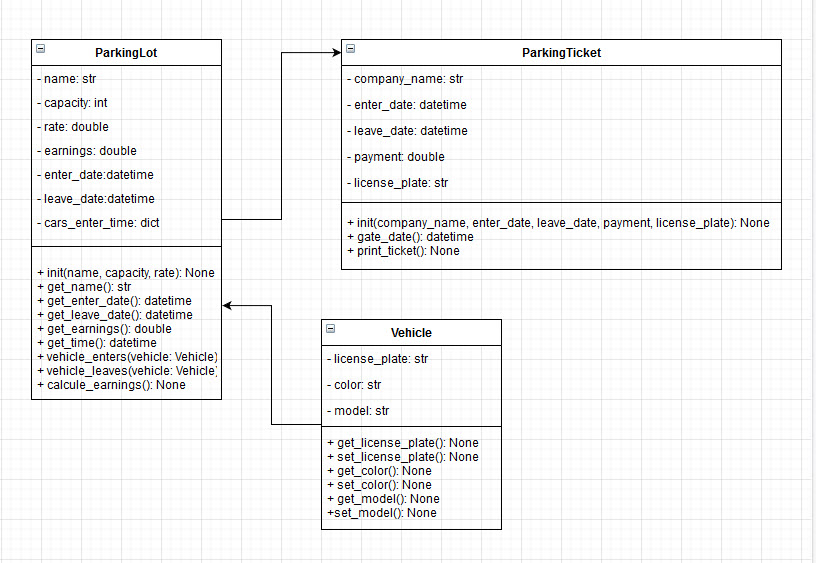 ParkingLot
- name: str
- capacity: int
- rate: double
- earnings: double
- enter_date:datetime
- leave_date:datetime
- cars_enter_time: dict
+ init(name, capacity, rate): None
+ get_name(): str
+ get_enter_date(): datetime
+ get_leave_date(): datetime
+ get_earnings(): double
+ get_time(): datetime
+ vehicle_enters(vehicle: Vehicle)
+ vehicle_leaves(vehicle: Vehicle)
+ calcule_earnings(): None
ParkingTicket
- company_name: str
- enter_date: datetime
- leave_date: datetime
- payment: double
- license_plate: str
+ init(company_name, enter_date, leave_date, payment, license_plate): None
+ gate_date(): datetime
+ print_ticket(): None
Vehicle
- license_plate: str
- color: str
- model: str
+ get_license_plate(): None
+ set_license_plate(): None
+ get_color(): None
+ set_color(): None
+ get_model(): None
+set_model(): None